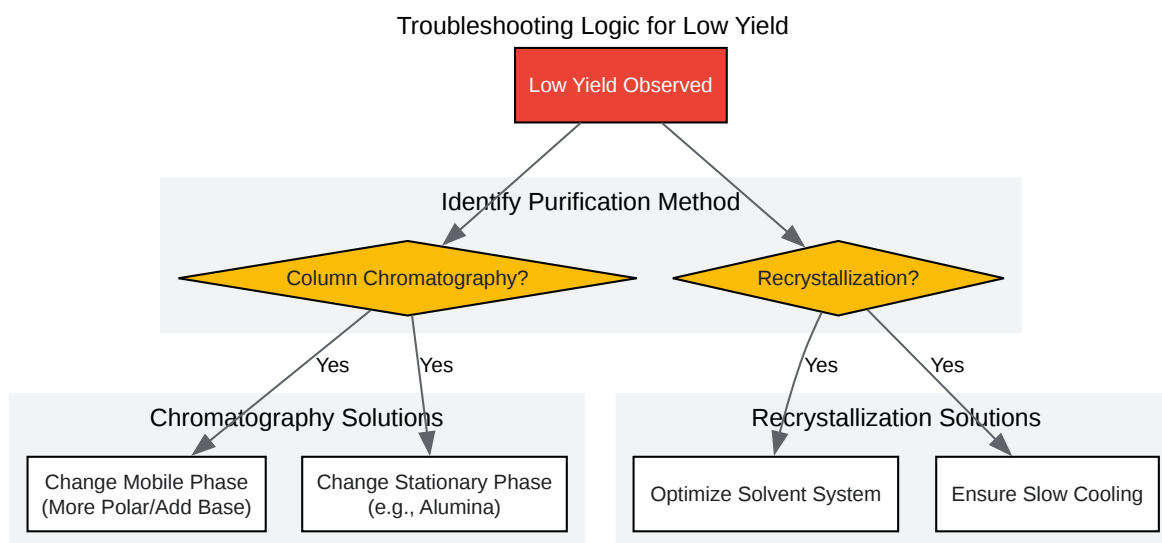 Troubleshooting Logic for Low Yield
Low Yield Observed
Identify Purification Method
Column Chromatography?
Recrystallization?
Yes
Yes
Yes
Yes
Chromatography Solutions
Recrystallization Solutions
Change Mobile Phase
(More Polar/Add Base)
Change Stationary Phase
(e.g., Alumina)
Optimize Solvent System
Ensure Slow Cooling